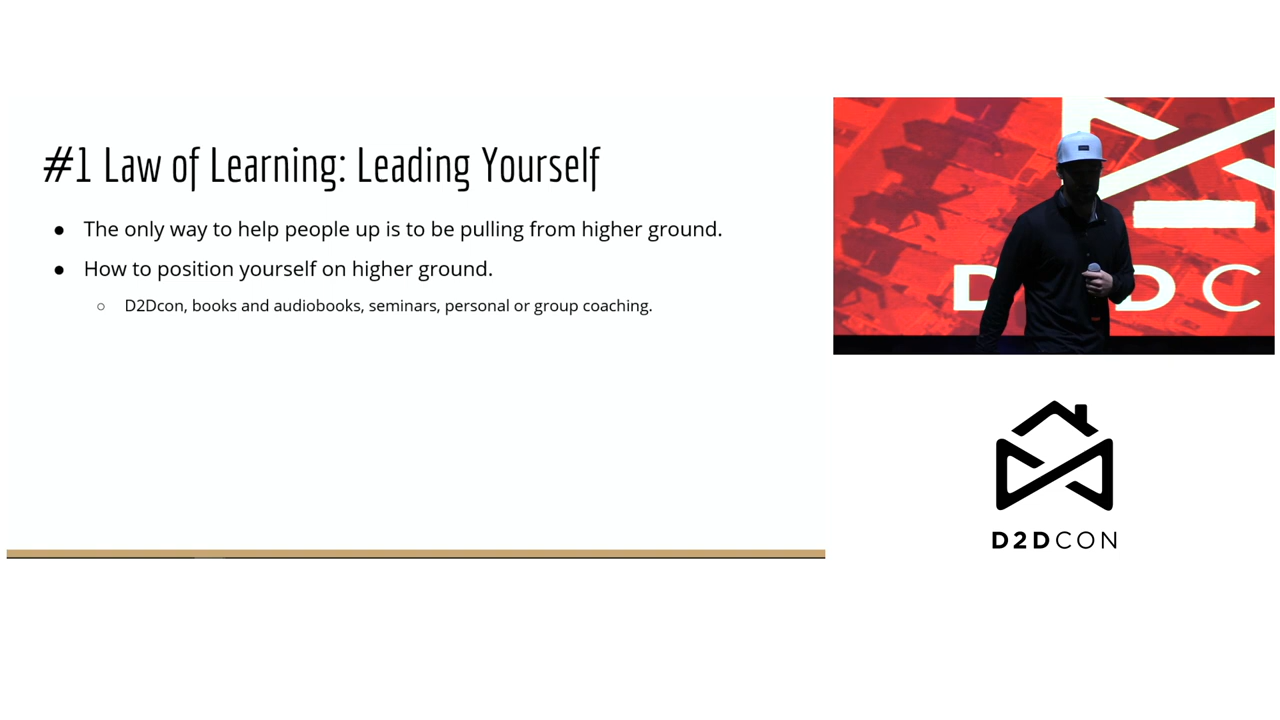 #1 Law of Learning: Leading Yourself
● The only way to help people up is to be pulling from higher ground.
● How to position yourself on higher ground.
○ D2Dcon, books and audiobooks, seminars, personal or group coaching.
D2DC
D2DCON